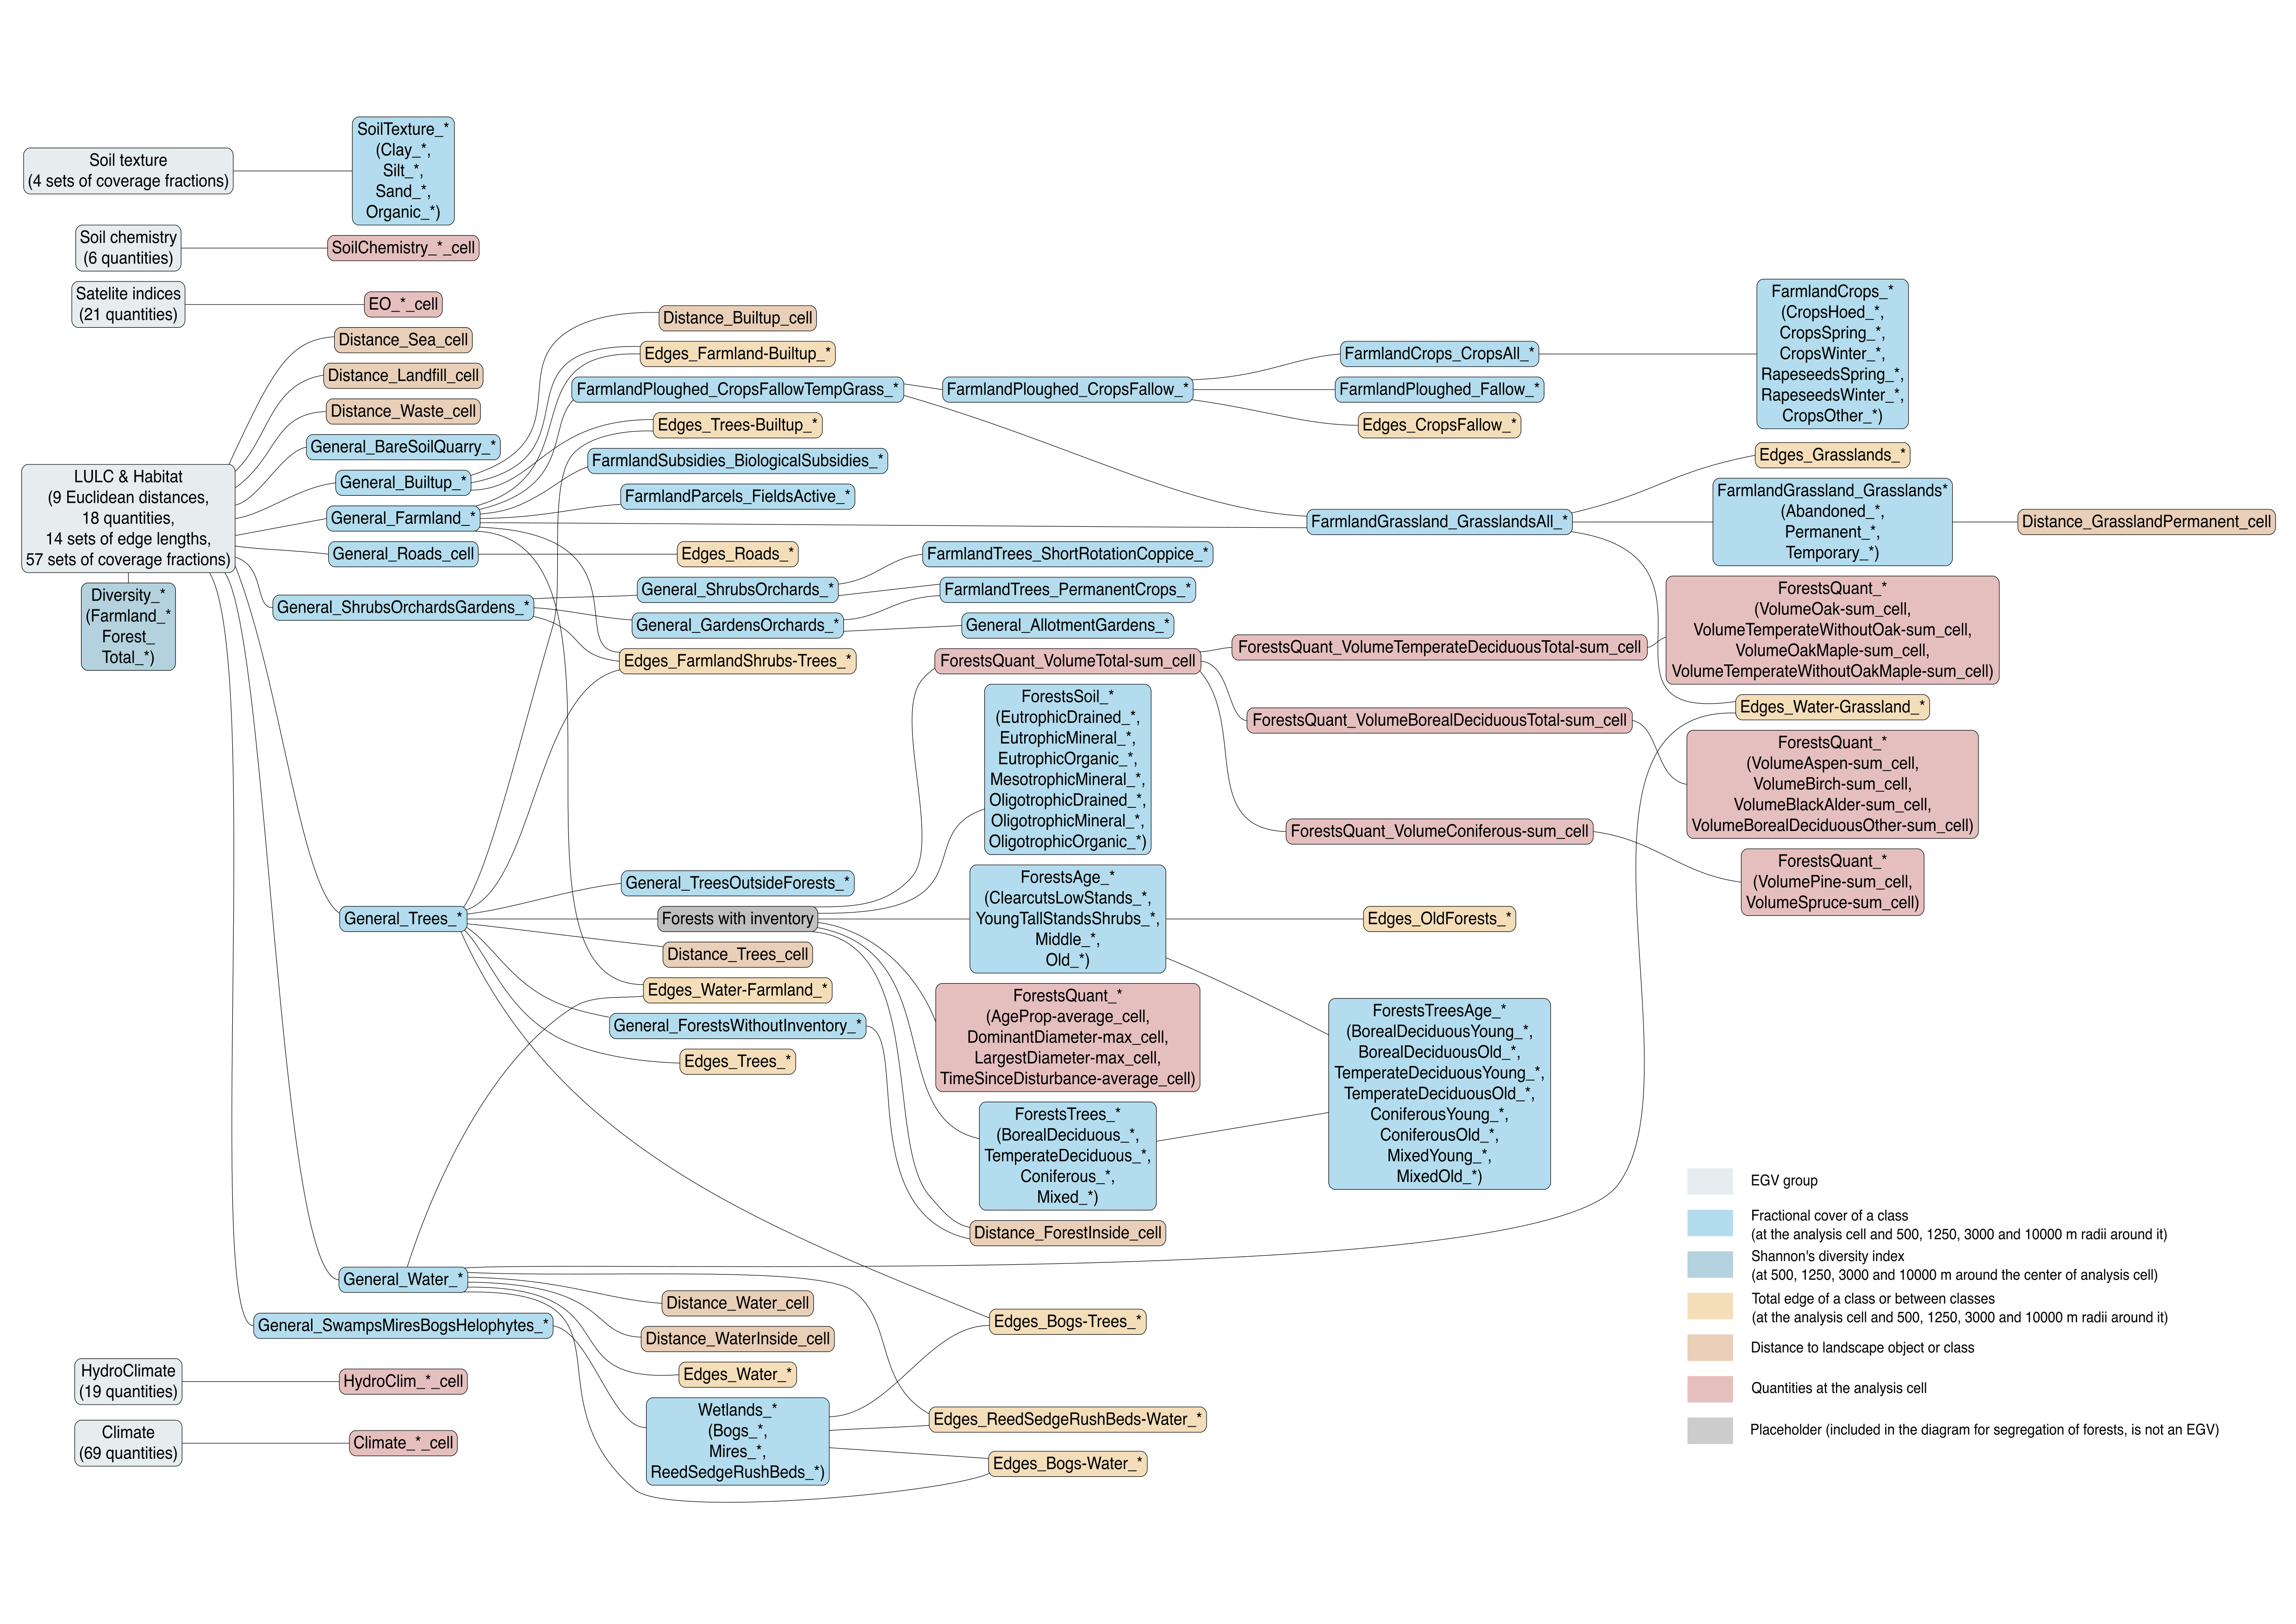 Soil texture
(4 sets of coverage fractions)
SoilTexture_*
(Clay_*,
Silt_*,
Sand_*,
Organic_*)
Soil chemistry
(6 quantities)
SoilChemistry_*_cell
Satelite indices
(21 quantities)
EO_*_cell
LULC & Habitat
(9 Euclidean distances,
18 quantities,
14 sets of edge lengths,
57 sets of coverage fractions)
Diversity_*
(Farmland_*
Forest_
Total_*)
Distance_Sea_cell
Distance_Landfill_cell
Distance_Waste_cell
General_BareSoilQuarry_*
General_Builtup_*
General_Farmland_*
General_Roads_cell
General_ShrubsOrchardsGardens_*
General_Trees_*
General_Water_*
General_SwampsMiresBogsHelophytes_*
HydroClimate
(19 quantities)
HydroClim_*_cell
Climate
(69 quantities)
Climate_*_cell
Distance_Builtup_cell
Edges_Farmland-Builtup_*
FarmlandPloughed_CropsFallowTempGrass_*
Edges_Trees-Builtup_*
FarmlandSubsidies_BiologicalSubsidies_*
FarmlandParcels_FieldsActive_*
Edges_Roads_*
General_ShrubsOrchards_*
General_GardensOrchards_*
Edges_FarmlandShrubs-Trees_*
General_TreesOutsideForests_*
Forests with inventory
Distance_Trees_cell
Edges_Water-Farmland_*
General_ForestsWithoutInventory_*
Edges_Trees_*
Distance_Water_cell
Distance_WaterInside_cell
Edges_Water_*
Wetlands_*
(Bogs_*,
Mires_*,
ReedSedgeRushBeds_*)
FarmlandPloughed_CropsFallow_*
FarmlandTrees_ShortRotationCoppice_*
FarmlandTrees_PermanentCrops_*
General_AllotmentGardens_*
ForestsQuant_VolumeTotal-sum_cell
ForestsSoil_*
(EutrophicDrained_*,
EutrophicMineral_*,
EutrophicOrganic_*,
MesotrophicMineral_*,
OligotrophicDrained_*,
OligotrophicMineral_*,
OligotrophicOrganic_*)
ForestsAge_*
(ClearcutsLowStands_*,
YoungTallStandsShrubs_*,
Middle_*,
Old_*)
ForestsQuant_*
(AgeProp-average_cell,
DominantDiameter-max_cell,
LargestDiameter-max_cell,
TimeSinceDisturbance-average_cell)
ForestsTrees_*
(BorealDeciduous_*,
TemperateDeciduous_*,
Coniferous_*,
Mixed_*)
Distance_ForestInside_cell
Edges_Bogs-Trees_*
Edges_ReedSedgeRushBeds-Water_*
Edges_Bogs-Water_*
FarmlandCrops_CropsAll_*
FarmlandPloughed_Fallow_*
Edges_CropsFallow_*
FarmlandGrassland_GrasslandsAll_*
ForestsQuant_VolumeTemperateDeciduousTotal-sum_cell
ForestsQuant_VolumeBorealDeciduousTotal-sum_cell
ForestsQuant_VolumeConiferous-sum_cell
Edges_OldForests_*
ForestsTreesAge_*
(BorealDeciduousYoung_*,
BorealDeciduousOld_*,
TemperateDeciduousYoung_*,
TemperateDeciduousOld_*,
ConiferousYoung_*,
ConiferousOld_*,
MixedYoung_*,
MixedOld_*)
FarmlandCrops_*
(CropsHoed_*,
CropsSpring_*,
CropsWinter_*,
RapeseedsSpring_*,
RapeseedsWinter_*,
CropsOther_*)
Edges_Grasslands_*
FarmlandGrassland_Grasslands*
(Abandoned_*,
Permanent_*,
Temporary_*)
Distance_GrasslandPermanent_cell
ForestsQuant_*
(VolumeOak-sum_cell,
VolumeTemperateWithoutOak-sum_cell,
VolumeOakMaple-sum_cell,
VolumeTemperateWithoutOakMaple-sum_cell)
Edges_Water-Grassland_*
ForestsQuant_*
(VolumeAspen-sum_cell,
VolumeBirch-sum_cell,
VolumeBlackAlder-sum_cell,
VolumeBorealDeciduousOther-sum_cell)
ForestsQuant_*
(VolumePine-sum_cell,
VolumeSpruce-sum_cell)
EGV group
Fractional cover of a class
(at the analysis cell and 500, 1250, 3000 and 10000 m radii around it)
Shannon's diversity index
(at 500, 1250, 3000 and 10000 m around the center of analysis cell)
Total edge of a class or between classes
(at the analysis cell and 500, 1250, 3000 and 10000 m radii around it)
Distance to landscape object or class
Quantities at the analysis cell
Placeholder (included in the diagram for segregation of forests, is not an EGV)